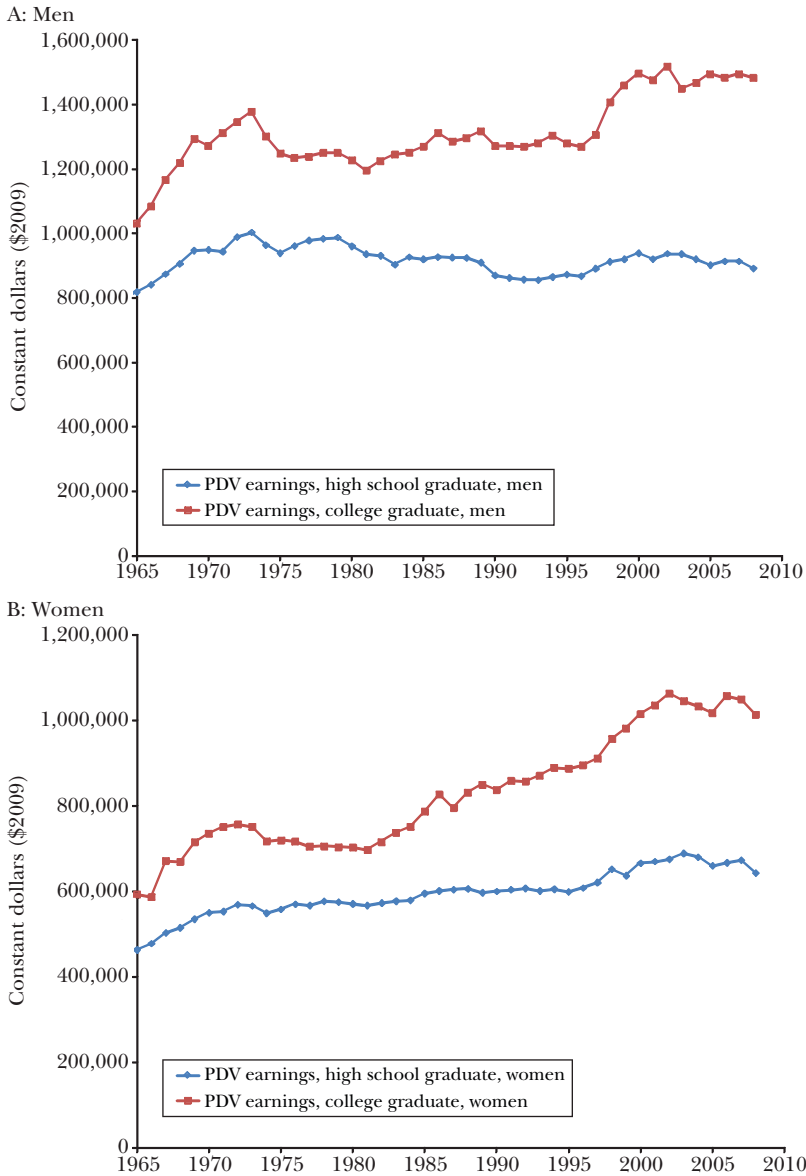 A: Men
1,600,000
1,400,000
1,200,000
1,000,000
800,000
600,000
400,000
200,000
0
Constant dollars ($2009)
PDV earnings, high school graduate, men
PDV earnings, college graduate, men
1965 1970 1975 1980 1985 1990 1995 2000 2005 2010
B: Women
1,200,000
1,000,000
800,000
600,000
400,000
200,000
0
Constant dollars ($2009)
PDV earnings, high school graduate, women
PDV earnings, college graduate, women
1965 1970 1975 1980 1985 1990 1995 2000 2005 2010